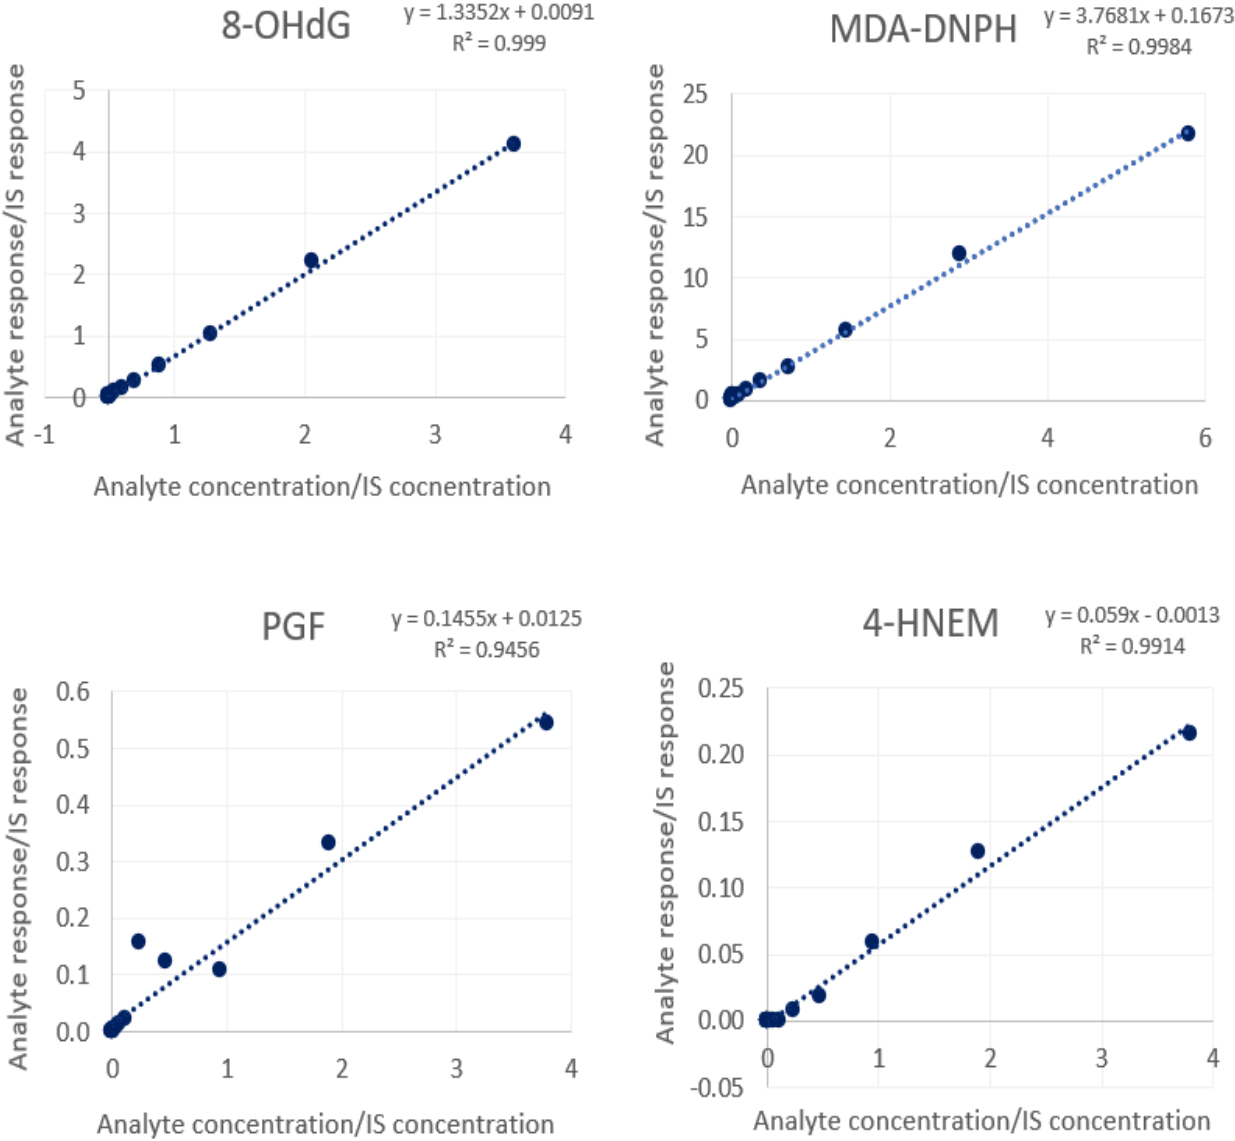 8-OHdG
y = 1.3352x + 0.0091
R² = 0.999
Analyte response/IS response
5
4
3
2
1
0
-1
1
2
3
4
Analyte concentration/IS cocnentration
MDA-DNPH
y = 3.7681x + 0.1673
R² = 0.9984
Analyte response/IS response
25
20
15
10
5
0
0
2
4
6
Analyte concentration/IS concentration
PGF
y = 0.1455x + 0.0125
R² = 0.9456
Analyte response/IS response
0.6
0.5
0.4
0.3
0.2
0.1
0.0
0
1
2
3
4
Analyte concentration/IS concentration
4-HNEM
y = 0.059x - 0.0013
R² = 0.9914
Analyte response/IS response
0.25
0.20
0.15
0.10
0.05
0.00
-0.05
0
1
2
3
4
Analyte concentration/IS concentration